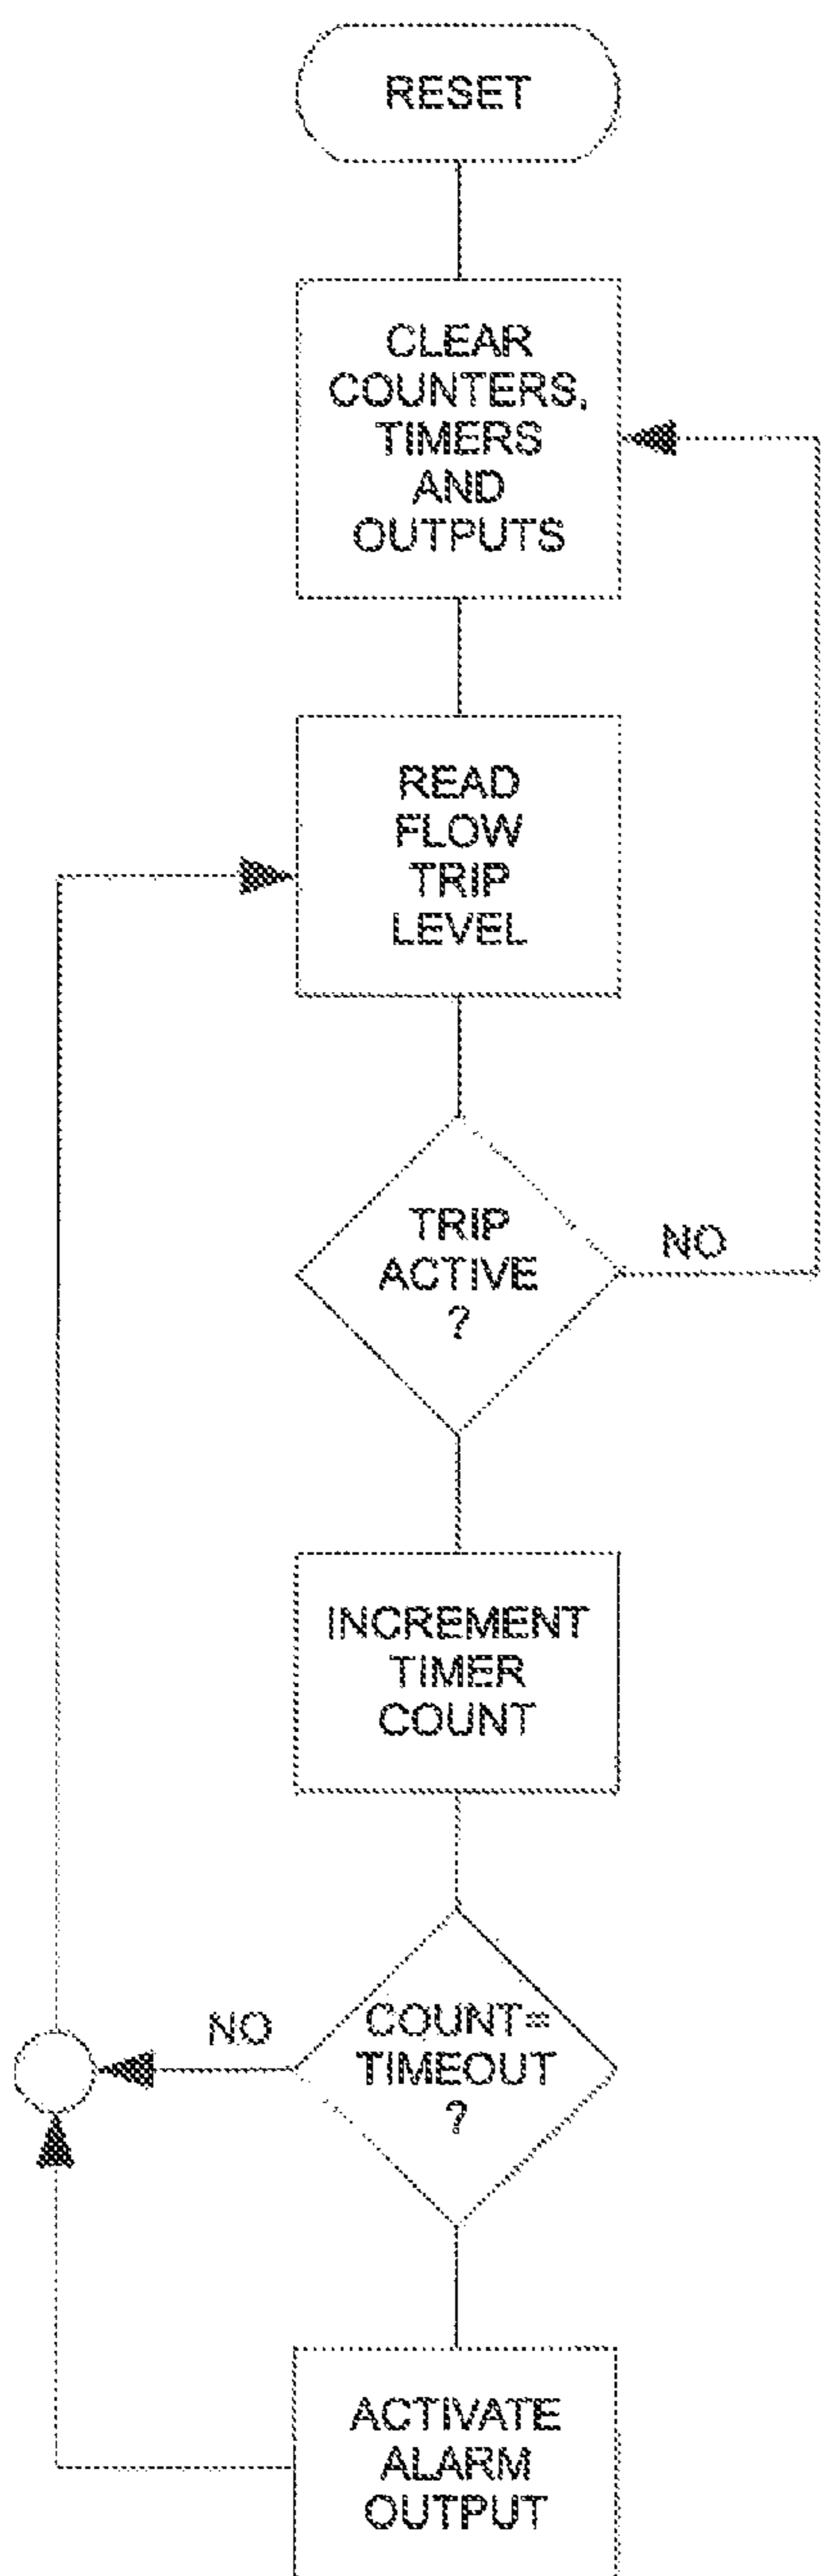 RESET
CLEAR
COUNTERS,
TIMERS
AND
OUTPUTS
READ
FLOW
TRIP
LEVEL
TRIP
ACTIVE
?
NO
INCREMENT
TIMER
COUNT
NO
COUNT=
TIMEOUT
?
ACTIVATE
ALARM
OUTPUT